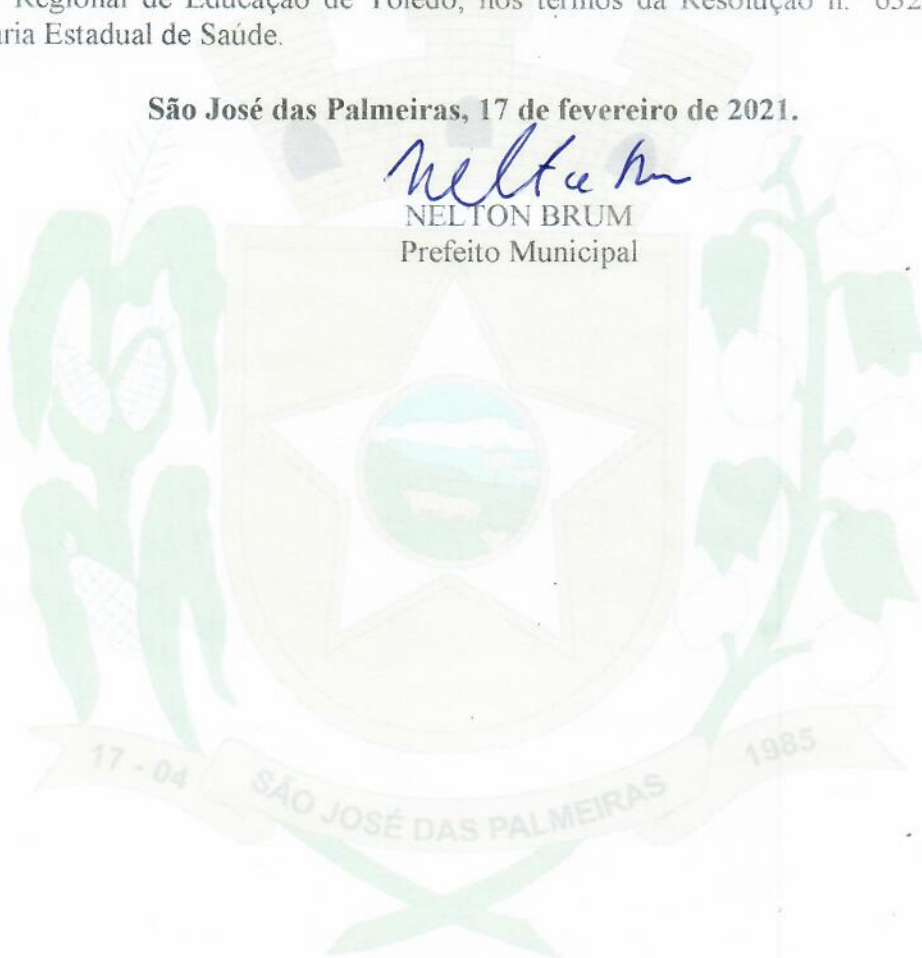 Regional de Educação de Toledo, nos termos da Resolução n.º 632
ria Estadual de Saúde.
São José das Palmeiras, 17 de fevereiro de 2021.
NELTON BRUM
Prefeito Municipal
17 - 04
SÃO JOSÉ DAS PALMEIRAS
1985